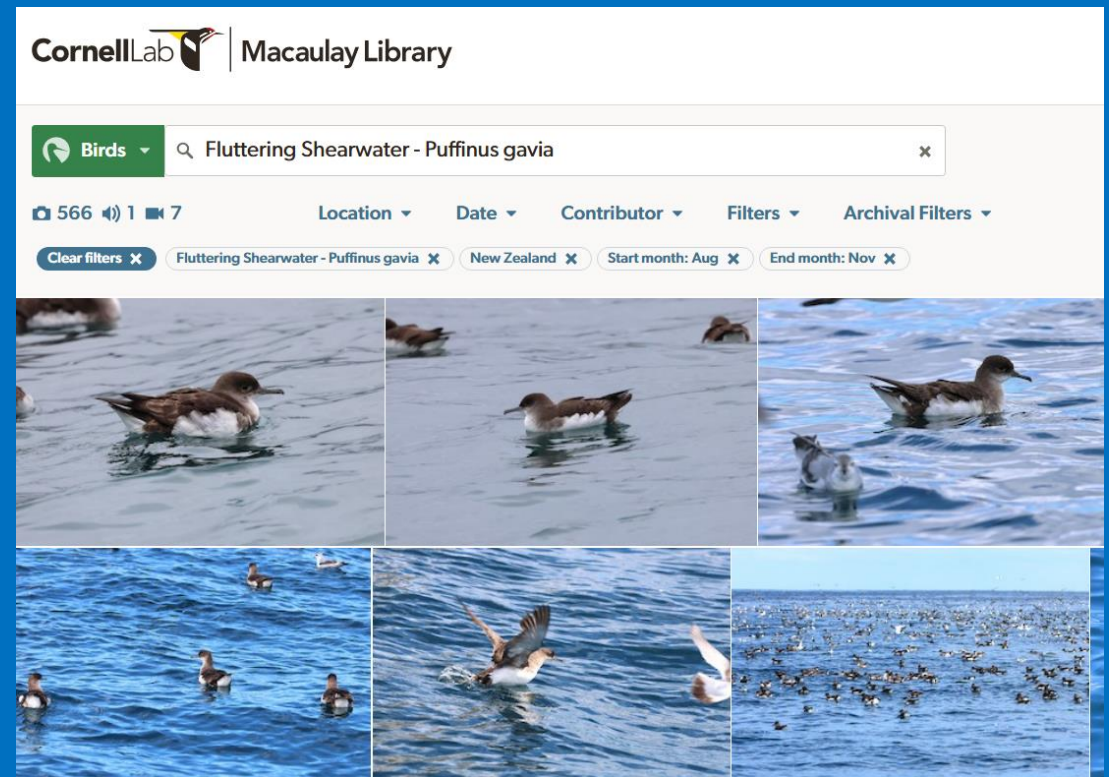 CornellLab Macaulay Library
Birds Fluttering Shearwater - Puffinus gavia
566 1 7 Location Date Contributor Filters Archival Filters
Clear filters Fluttering Shearwater - Puffinus gavia New Zealand Start month: Aug End month: Nov